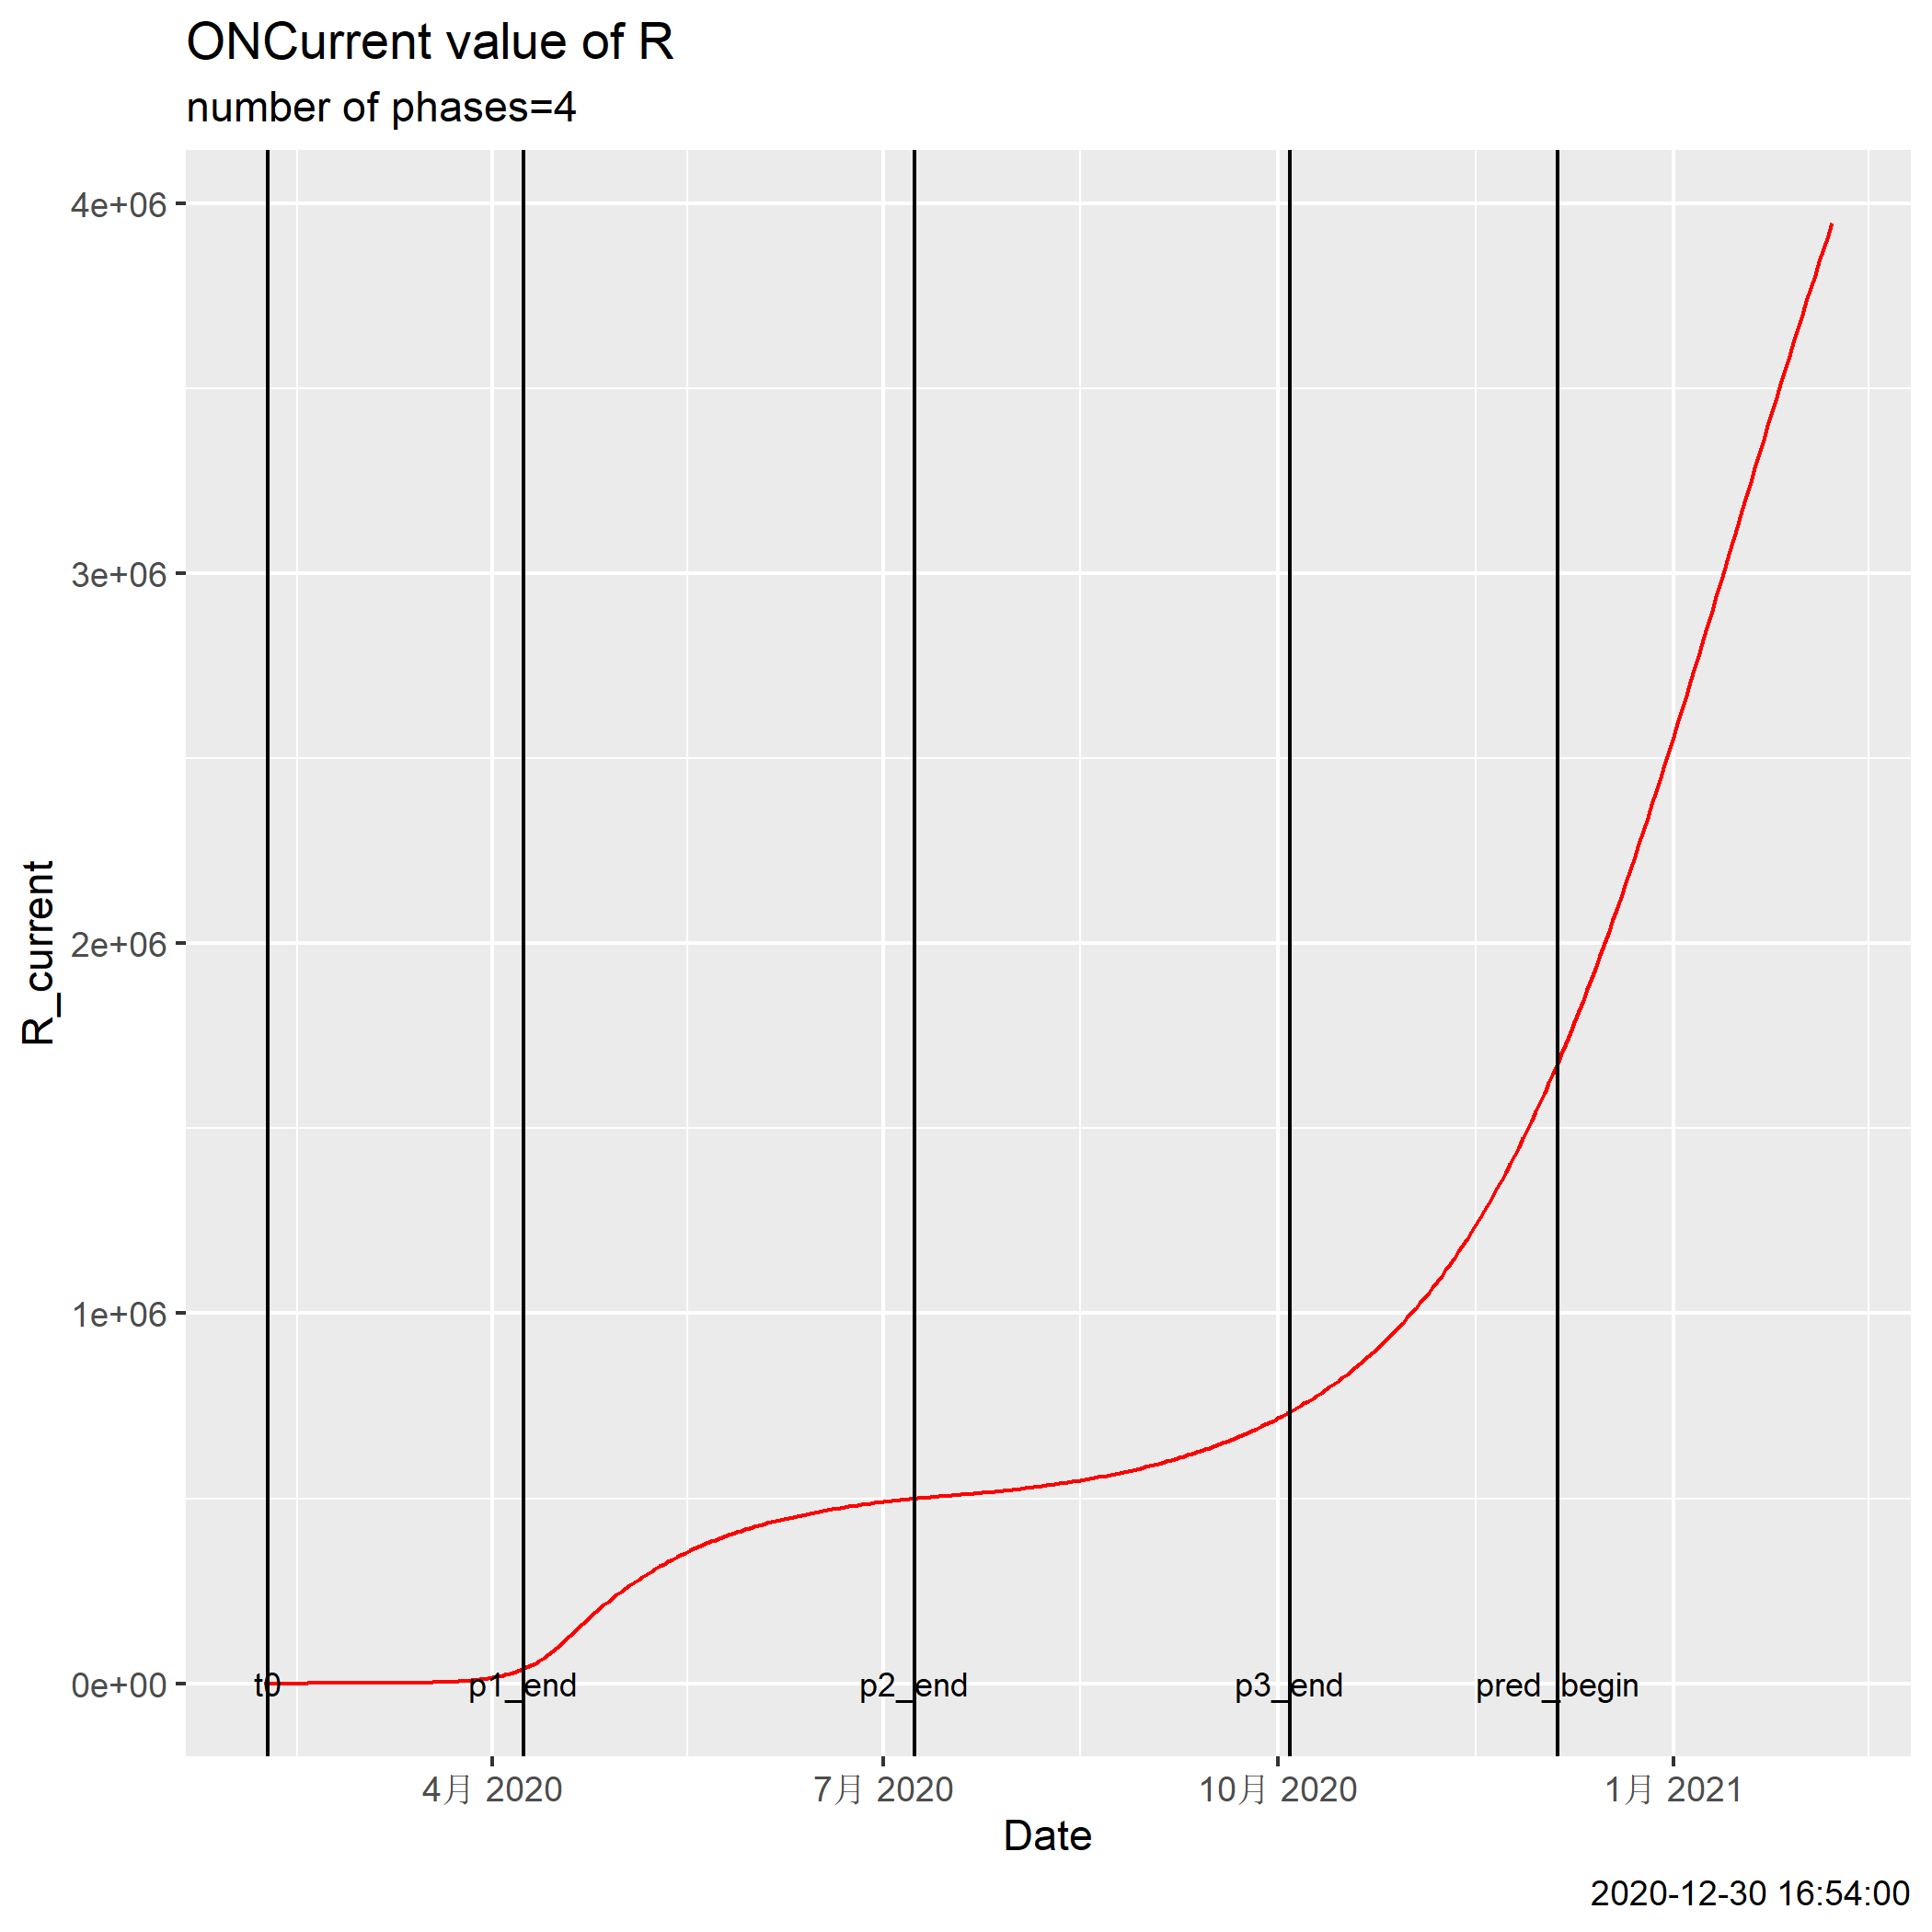 ONCurrent value of R
number of phases=4
4e+06
3e+06
2e+06
1e+06
0e+00
R_current
t0
p1_end
p2_end
p3_end
pred_begin
4月 2020
7月 2020
10月 2020
1月 2021
Date
2020-12-30 16:54:00